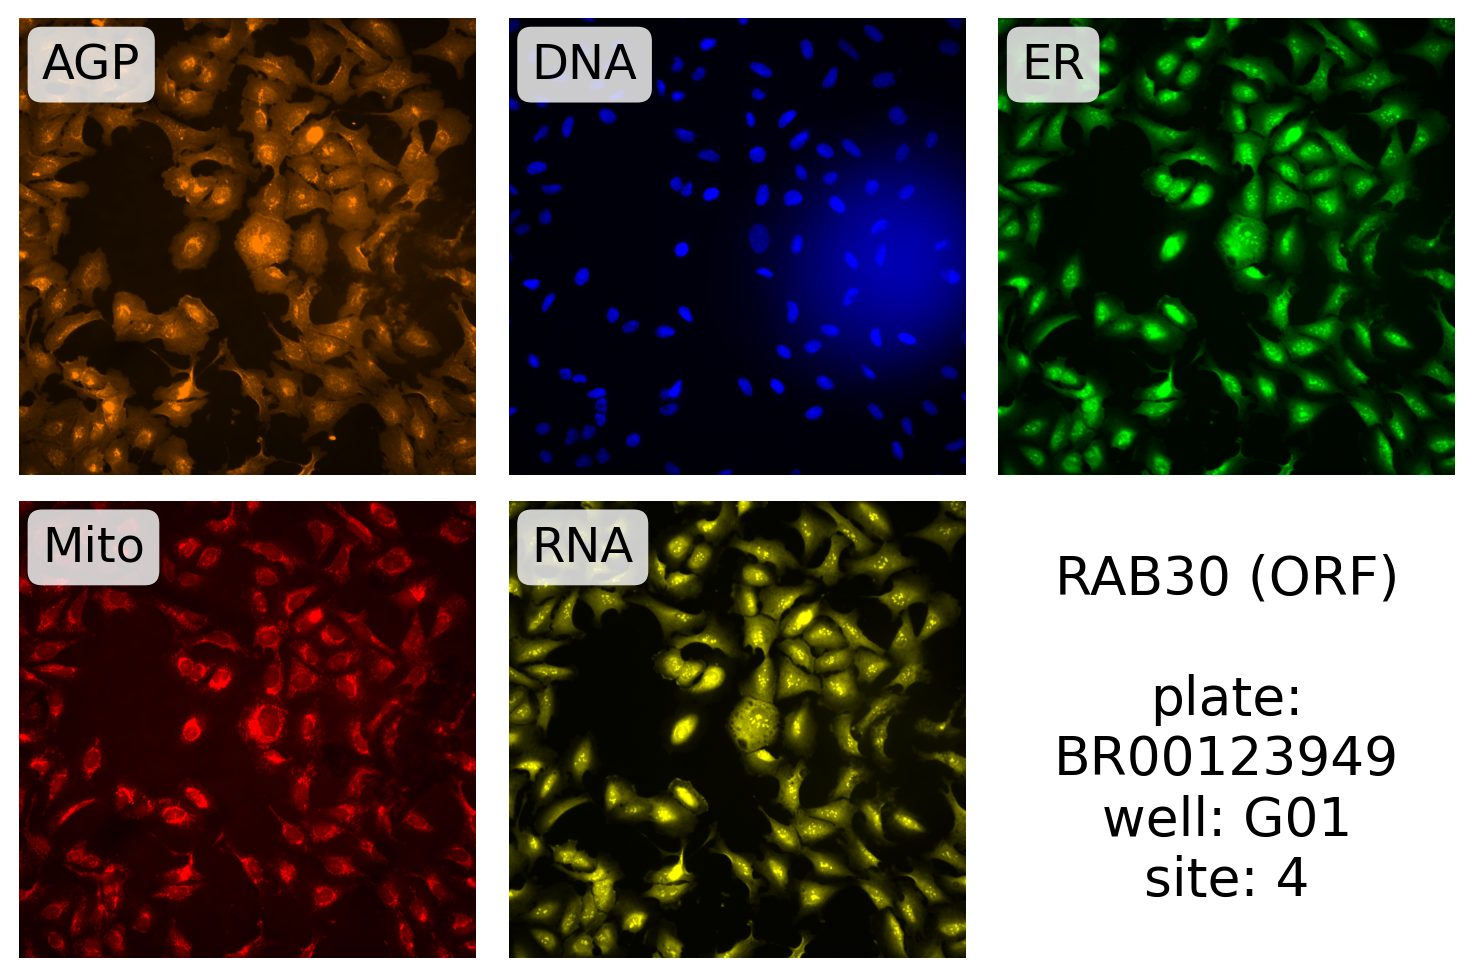 AGP
DNA
ER
Mito
RNA
RAB30 (ORF)
plate:
BR00123949
well: G01
site: 4